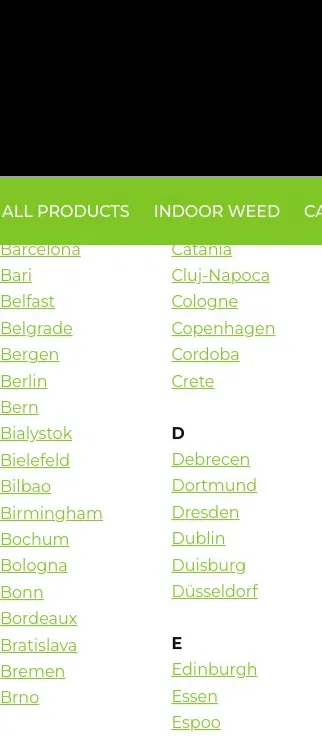 ALL PRODUCTS INDOOR WEED
Barcelona
Bari
Belfast
Belgrade
Bergen
Berlin
Bern
Bialystok
Bielefeld
Bilbao
Birmingham
Bochum
Bologna
Bonn
Bordeaux
Bratislava
Bremen
Brno
Catania
Cluj-Napoca
Cologne
Copenhagen
Cordoba
Crete
D
Debrecen
Dortmund
Dresden
Dublin
Duisburg
Düsseldorf
E
Edinburgh
Essen
Espoo